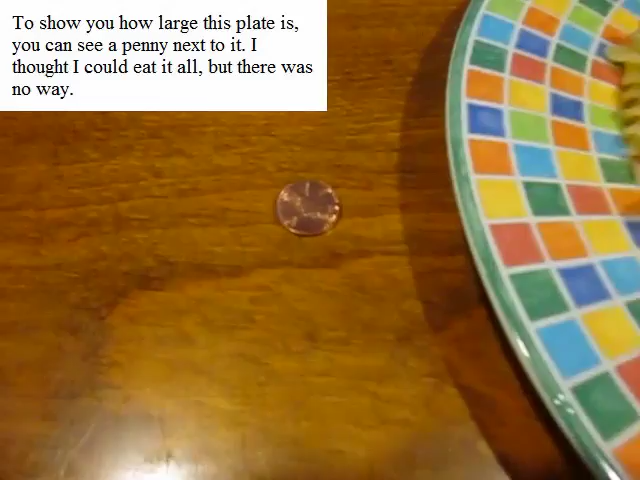 To show you how large this plate is,
you can see a penny next to it. I
thought I could eat it all, but there was
no way.